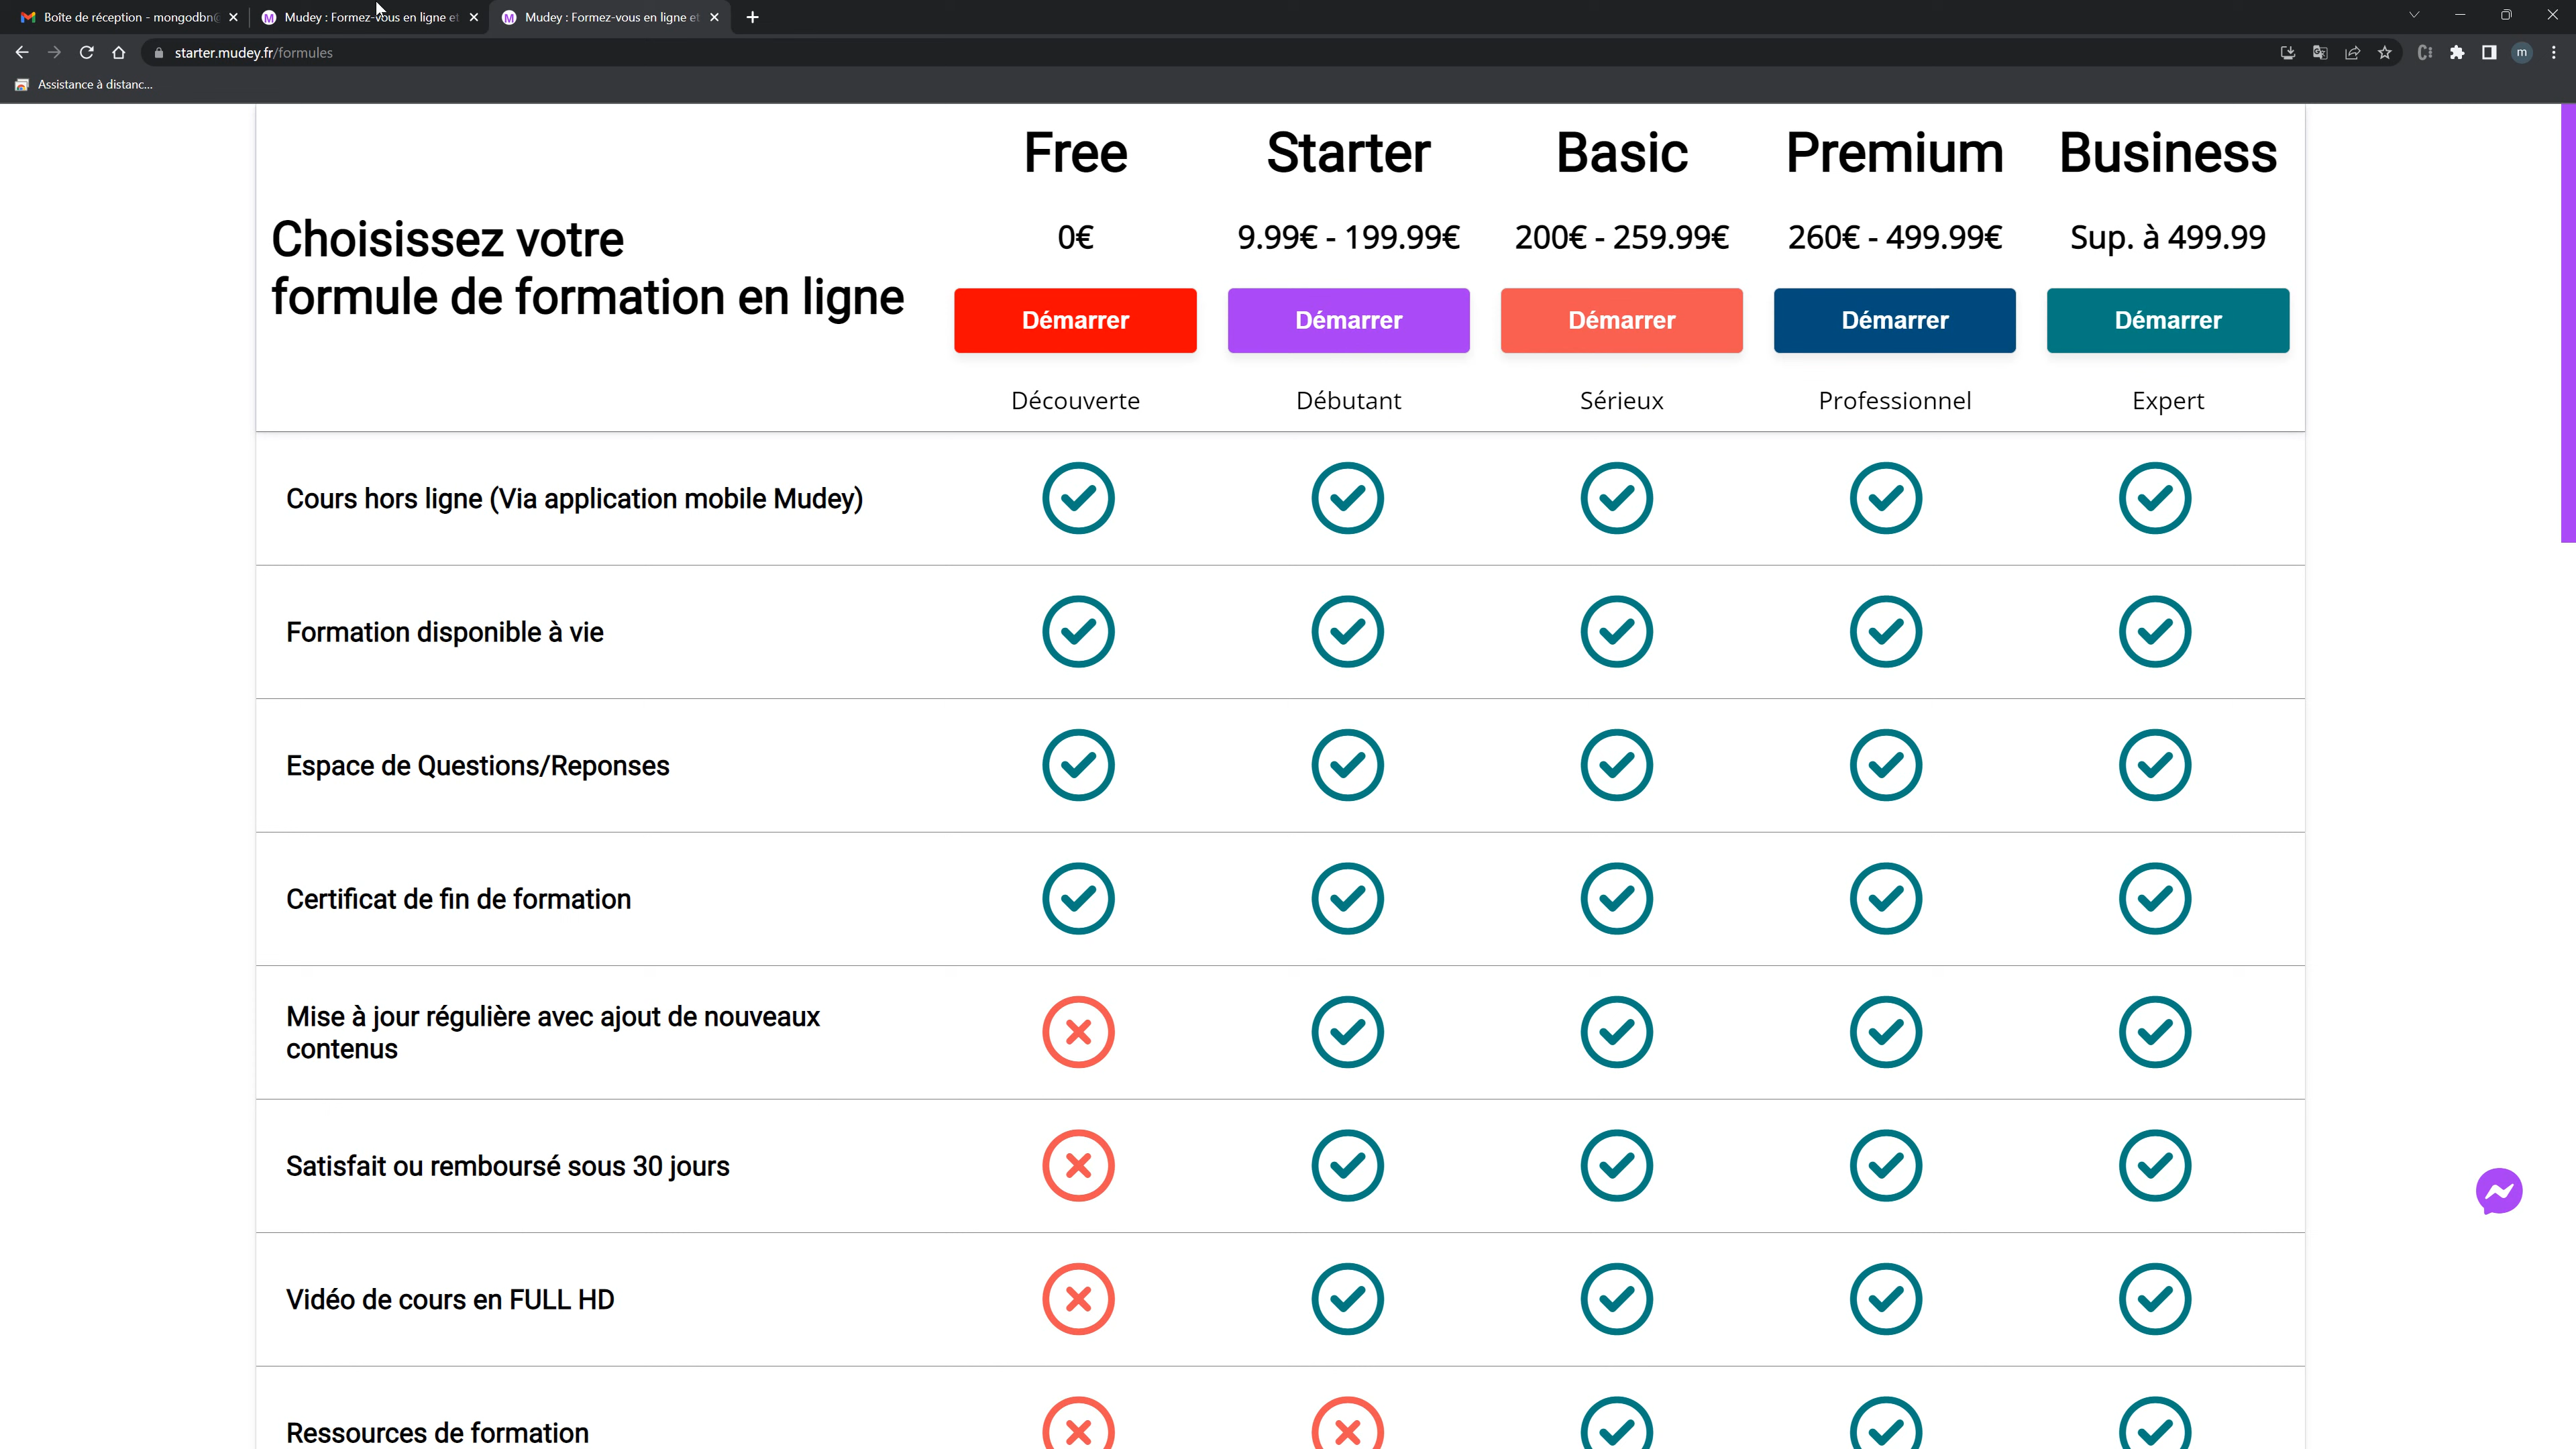 Boîte de réception - mongodbn@
Mudey : Formez-vous en ligne et
Mudey : Formez-vous en ligne et
starter.mudey.fr/formules
m
Assistance à distanc...
Free Starter Basic Premium Business
Choisissez votre
formule de formation en ligne
0€ 9.99€ - 199.99€ 200€ - 259.99€ 260€ - 499.99€ Sup. à 499.99
Démarrer Démarrer Démarrer Démarrer Démarrer
Découverte Débutant Sérieux Professionnel Expert
Cours hors ligne (Via application mobile Mudey)
Formation disponible à vie
Espace de Questions/Reponses
Certificat de fin de formation
Mise à jour régulière avec ajout de nouveaux
contenus
Satisfait ou remboursé sous 30 jours
Vidéo de cours en FULL HD
Ressources de formation